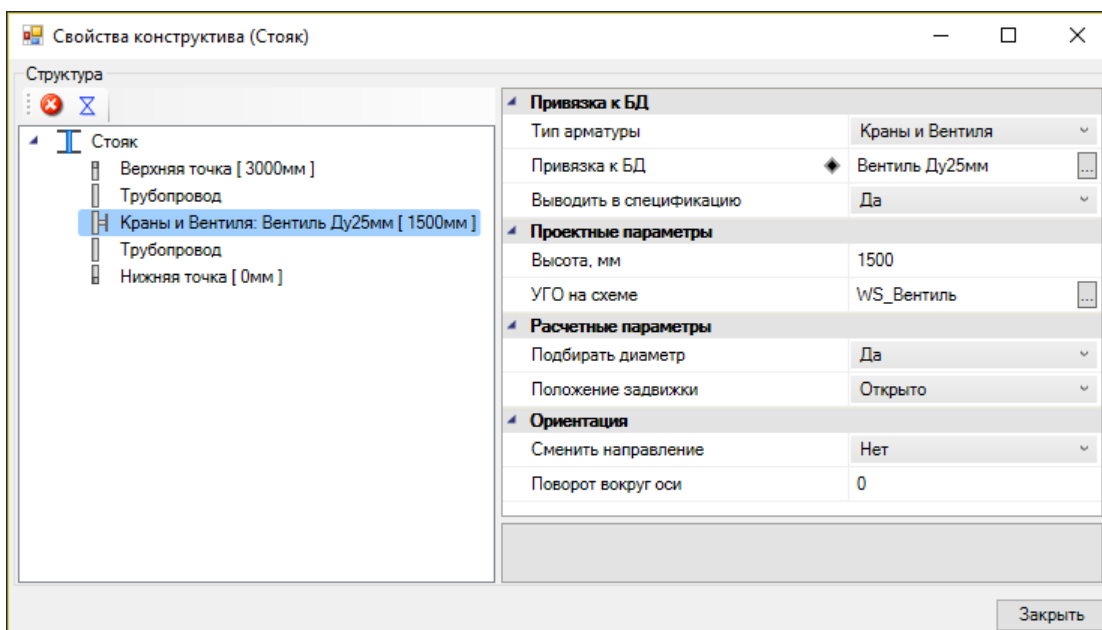 Свойства конструктива (Стояк)
Структура
Стояк
Верхняя точка [ 3000мм ]
Трубопровод
Краны и Вентиля: Вентиль Ду25мм [ 1500мм ]
Трубопровод
Нижняя точка [ 0мм ]
Привязка к БД
Тип арматуры Краны и Вентиля
Привязка к БД Вентиль Ду25мм ...
Выводить в спецификацию Да
Проектные параметры
Высота, мм 1500
УГО на схеме WS_Вентиль ...
Расчетные параметры
Подбирать диаметр Да
Положение задвижки Открыто
Ориентация
Сменить направление Нет
Поворот вокруг оси 0
Закрыть